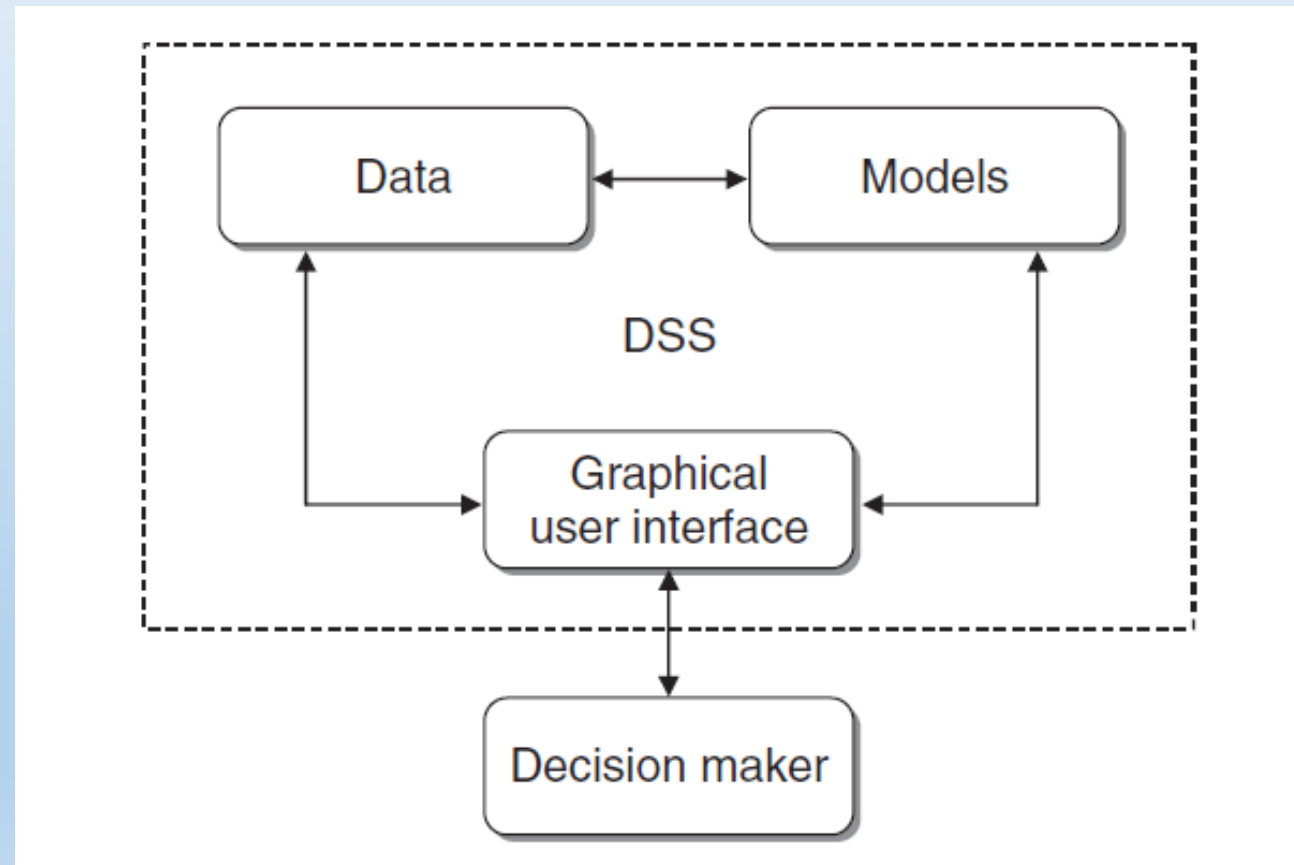 Data
Models
DSS
Graphical
user interface
Decision maker